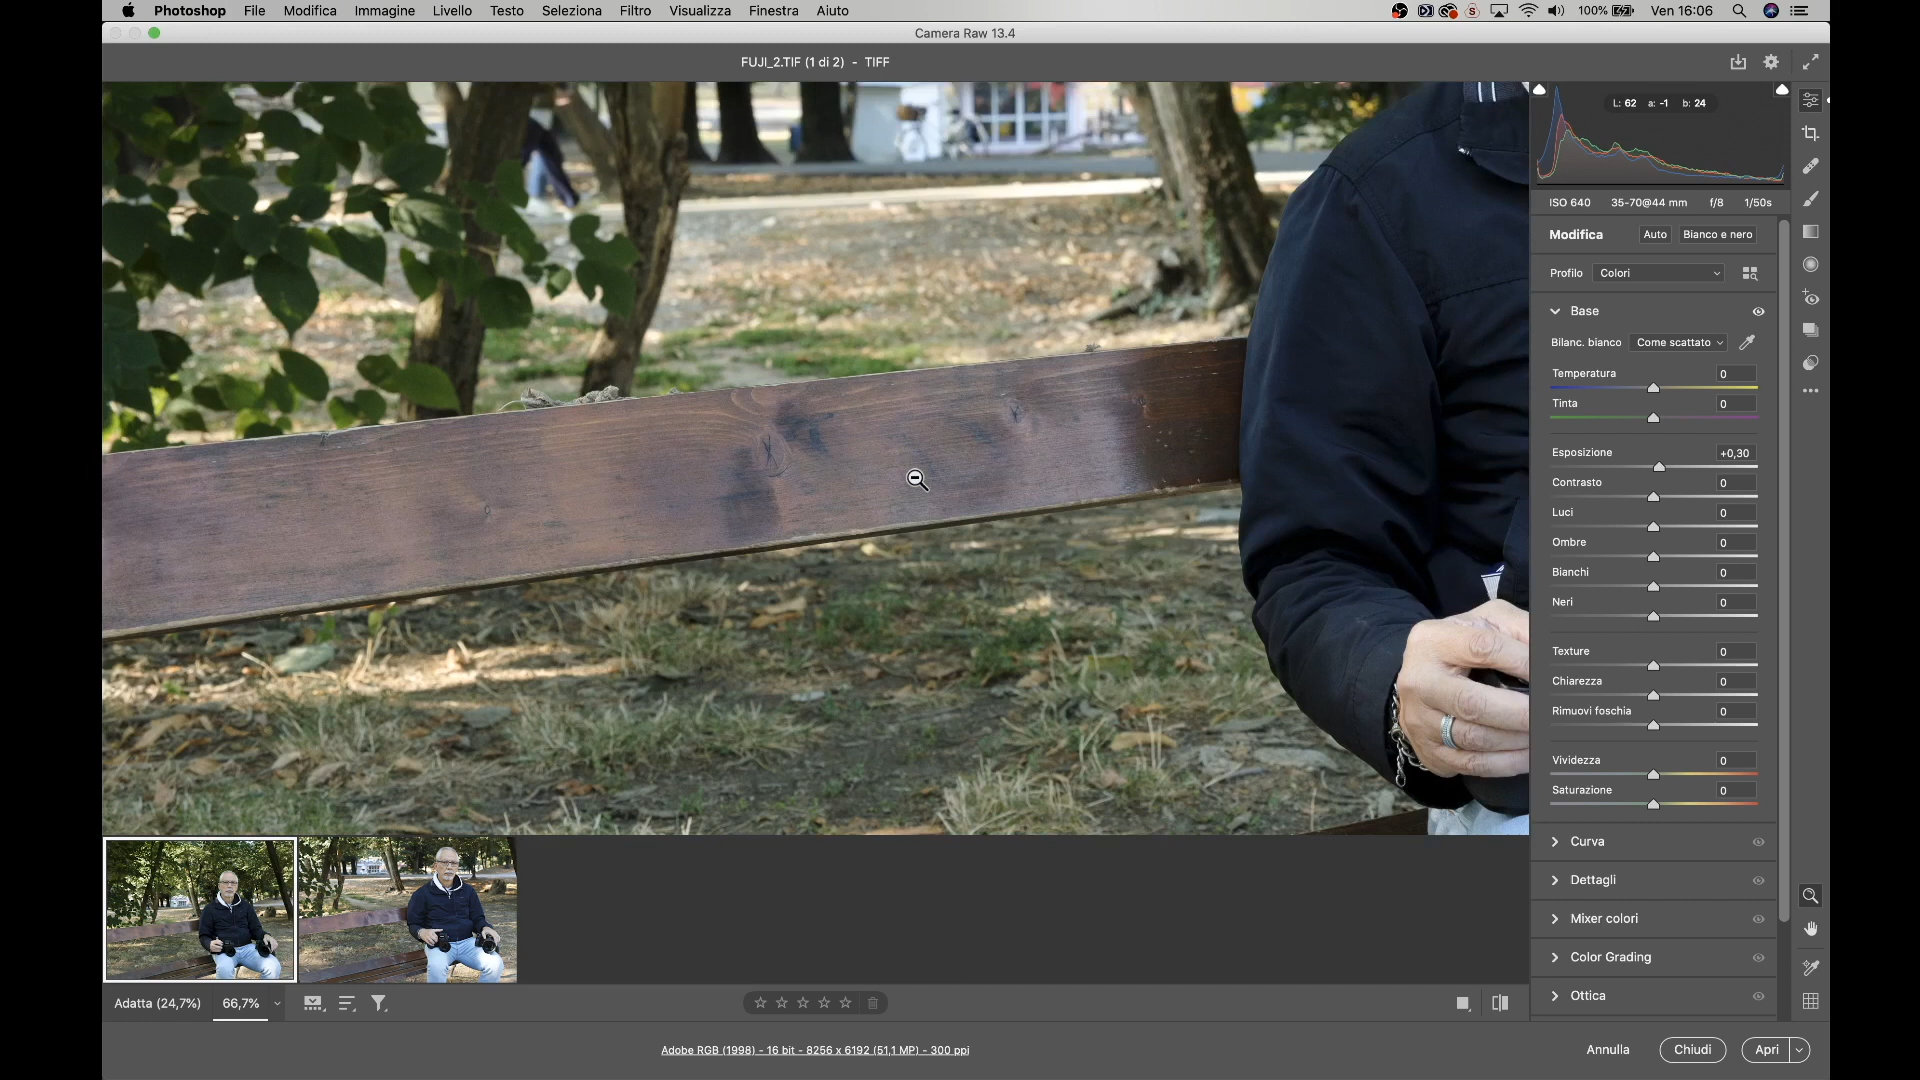 Photoshop File Modifica Immagine Livello Testo Seleziona Filtro Visualizza Finestra Aiuto 100% Ven 16:06
Camera Raw 13.4
FUJI_2.TIF (1 di 2) - TIFF
L: 62 a: -1 b: 24
ISO 640 35-70@44 mm f/8 1/50s
Modifica Auto Bianco e nero
Profilo Colori
Base
Bilanc. bianco Come scattato
Temperatura 0
Tinta 0
Esposizione +0,30
Contrasto 0
Luci 0
Ombre 0
Bianchi 0
Neri 0
Texture 0
Chiarezza 0
Rimuovi foschia 0
Vividezza 0
Saturazione 0
Curva
Dettagli
Mixer colori
Color Grading
Ottica
Adatta (24,7%) 66,7%
Adobe RGB (1998) - 16 bit - 8256 x 6192 (51,1 MP) - 300 ppi
Annulla Chiudi Apri